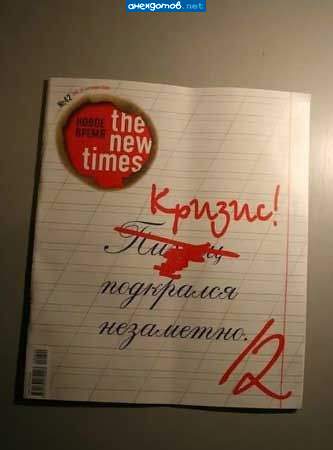 анекдотов.net
№42
НОВОЕ
ВРЕМЯ
the
new
times
Кризис!
подкрался
незаметно.
/2